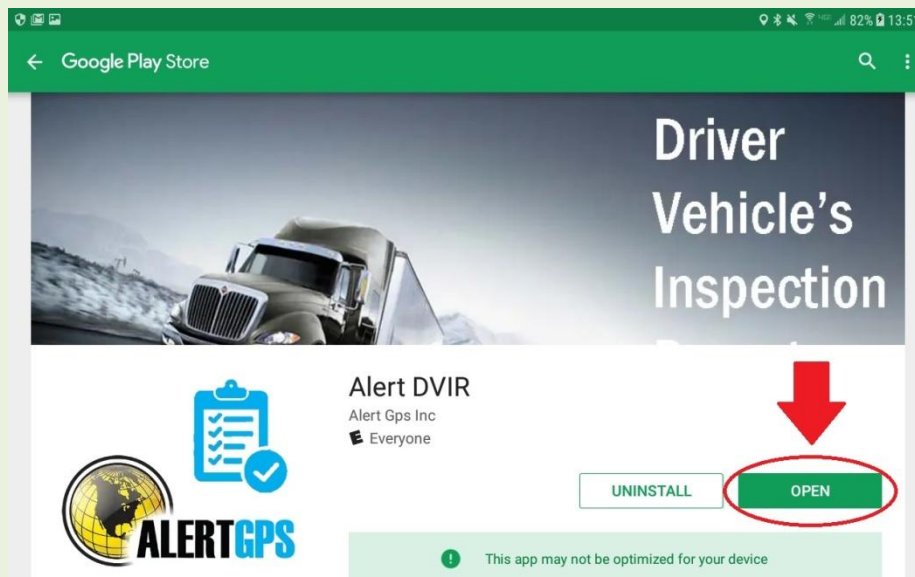 82% 13:5
Google Play Store
Driver
Vehicle's
Inspection
Alert DVIR
Alert Gps Inc
E Everyone
UNINSTALL OPEN
ALERTGPS
! This app may not be optimized for your device